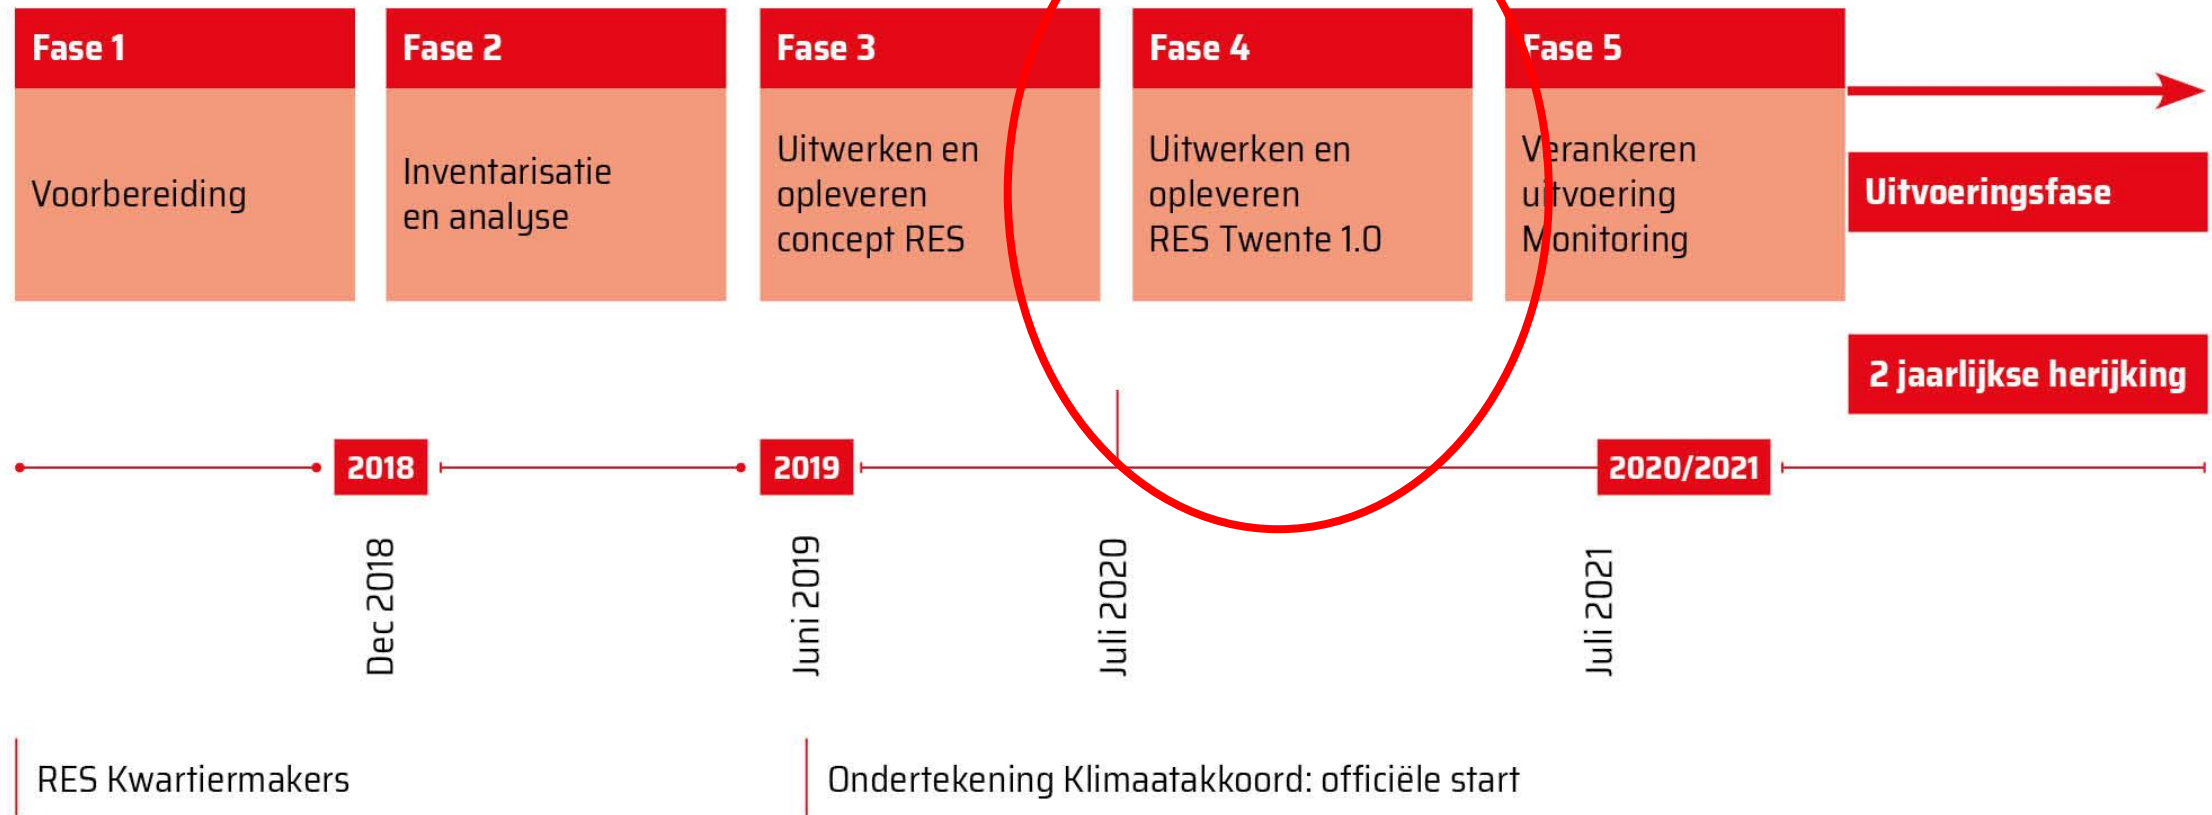 Fase 1
Voorbereiding
Fase 2
Inventarisatie
en analyse
Fase 3
Uitwerken en
opleveren
concept RES
Fase 4
Uitwerken en
opleveren
RES Twente 1.0
Fase 5
Verankeren
uitvoering
Monitoring
Uitvoeringsfase
2 jaarlijkse herijking
2018
2019
2020/2021
Dec 2018
Juni 2019
Juli 2020
Juli 2021
RES Kwartiermakers
Ondertekening Klimaatakkoord: officiële start